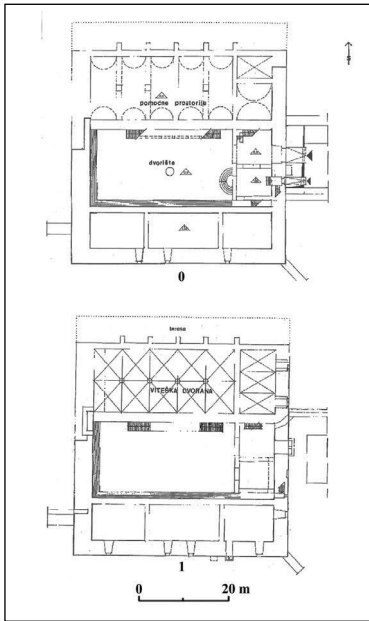 pomoćne prostorije
dvorište
0
terasa
VITEŠKA DVORANA
1
0 20 m